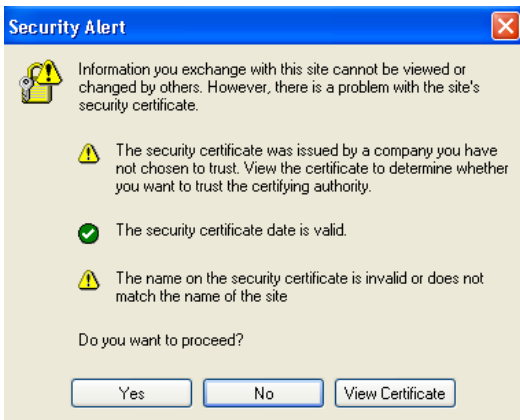 Security Alert
Information you exchange with this site cannot be viewed or
changed by others. However, there is a problem with the site's
security certificate.
The security certificate was issued by a company you have
not chosen to trust. View the certificate to determine whether
you want to trust the certifying authority.
The security certificate date is valid.
The name on the security certificate is invalid or does not
match the name of the site
Do you want to proceed?
Yes No View Certificate